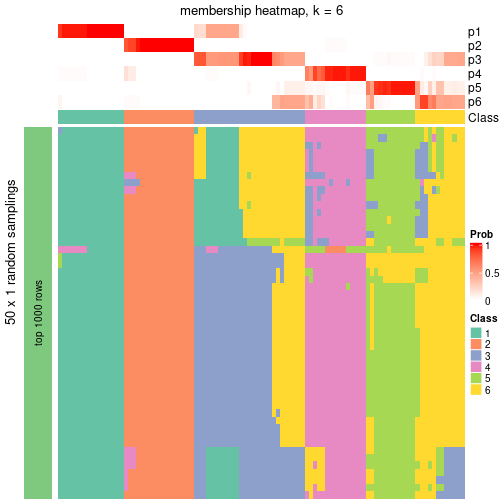 membership heatmap, k = 6
p1
p2
p3
p4
p5
p6
Class
50 x 1 random samplings
top 1000 rows
Prob
1
0.5
0
Class
1
2
3
4
5
6